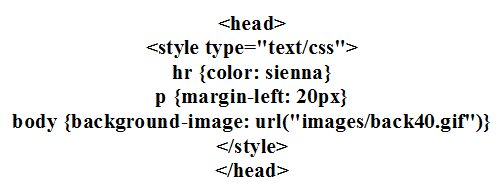 <head>
<style type="text/css">
hr {color: sienna}
p {margin-left: 20px}
body {background-image: url("images/back40.gif")}
</style>
</head>